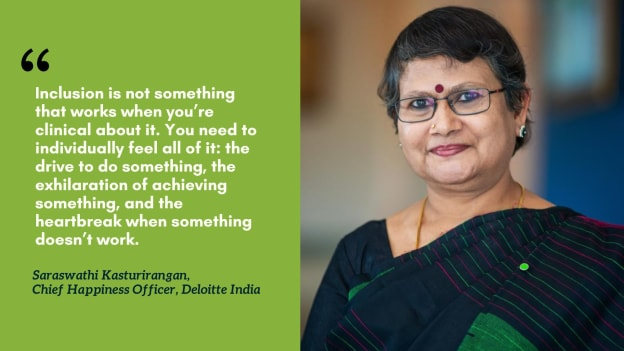 “
Inclusion is not something
that works when you’re
clinical about it. You need to
individually feel all of it: the
drive to do something, the
exhilaration of achieving
something, and the
heartbreak when something
doesn’t work.
Saraswathi Kasturirangan,
Chief Happiness Officer, Deloitte India